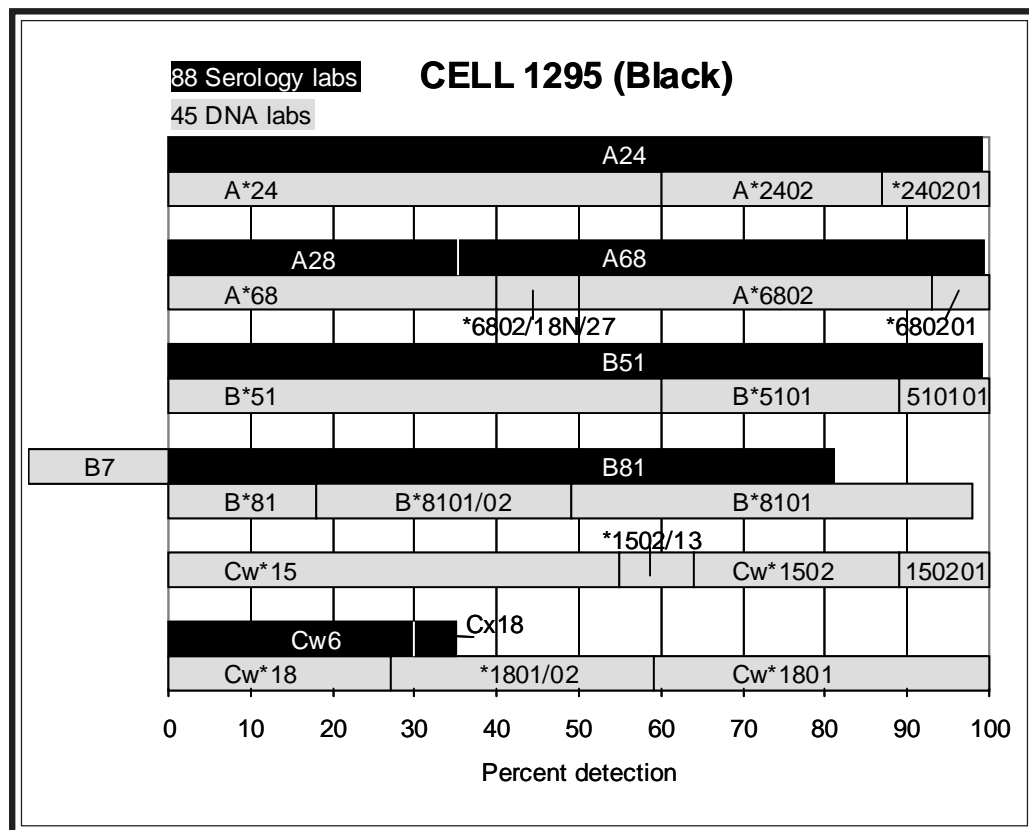 88 Serology labs CELL 1295 (Black)
45 DNA labs
A24
A*24 A*2402 *240201
A28 A68
A*68 A*6802
*6802/18N/27 *680201
B51
B*51 B*5101 510101
B7 B81
B*81 B*8101/02 B*8101
*1502/13
Cw*15 Cw*1502 150201
Cx18
Cw6
Cw*18 *1801/02 Cw*1801
0 10 20 30 40 50 60 70 80 90 100
Percent detection